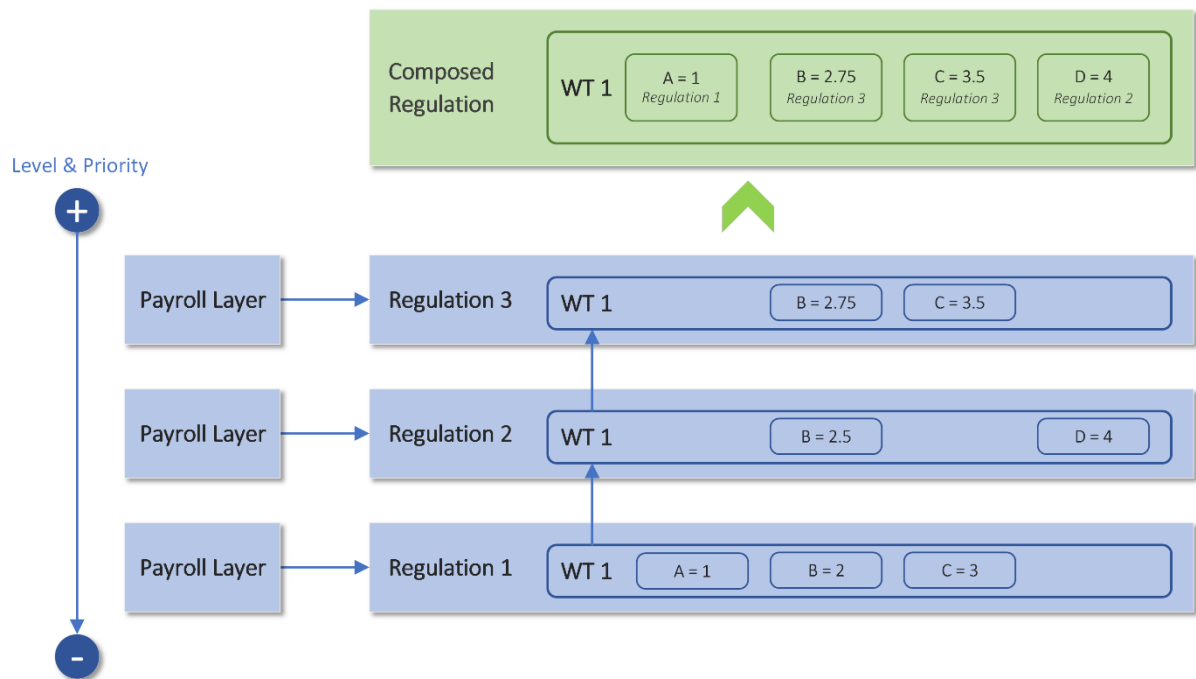 Composed
Regulation
WT 1
A = 1
Regulation 1
B = 2.75
Regulation 3
C = 3.5
Regulation 3
D = 4
Regulation 2
Level & Priority
+
Payroll Layer
Regulation 3
WT 1
B = 2.75
C = 3.5
Payroll Layer
Regulation 2
WT 1
B = 2.5
D = 4
Payroll Layer
Regulation 1
WT 1
A = 1
B = 2
C = 3
-